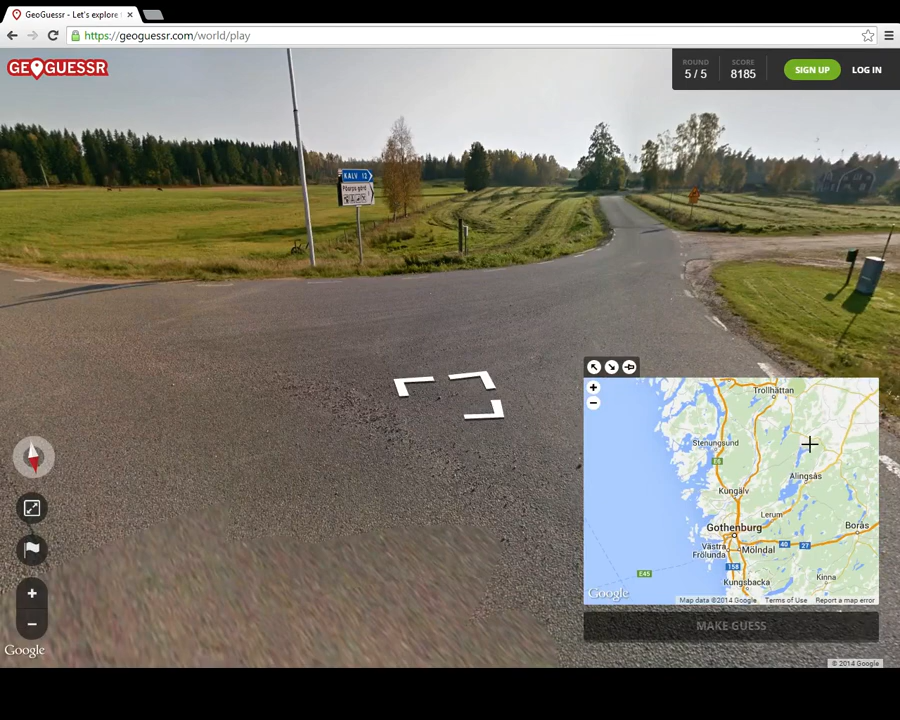 GeoGuessr - Let's explore
https://geoguessr.com/world/play
GEOGUESSR
ROUND
5 / 5
SCORE
8185
SIGN UP
LOG IN
KALV 12
gård
Trollhättan
Stenungsund
E6
Alingsås
Kungälv
Lerum
Gothenburg
Borås
Västra
Frölunda
Mölndal
40
27
158
E45
Kungsbacka
Kinna
Google
Map data ©2014 Google
Terms of Use
Report a map error
MAKE GUESS
Google
© 2014 Google